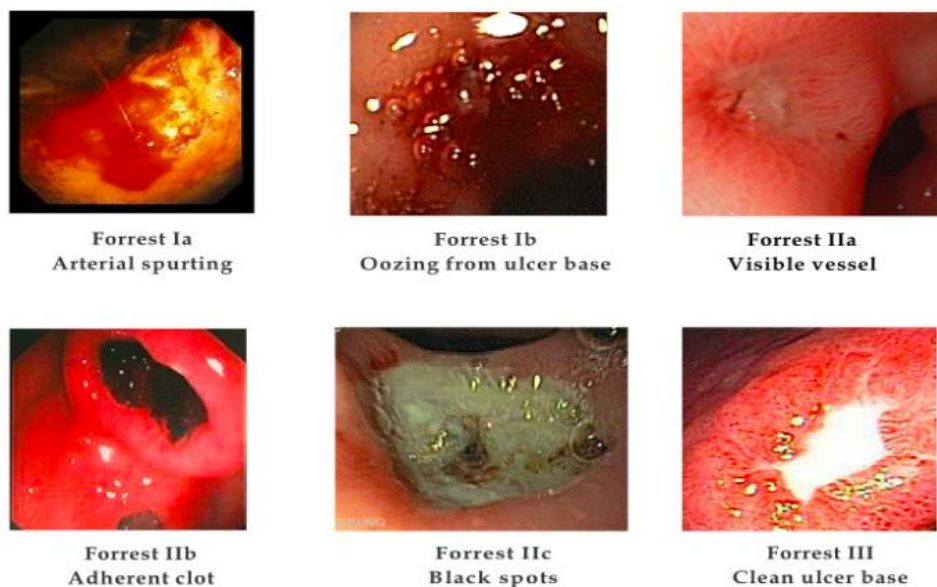 Forrest Ia
Arterial spurting
Forrest Ib
Oozing from ulcer base
Forrest IIa
Visible vessel
Forrest IIb
Adherent clot
Forrest IIc
Black spots
Forrest III
Clean ulcer base